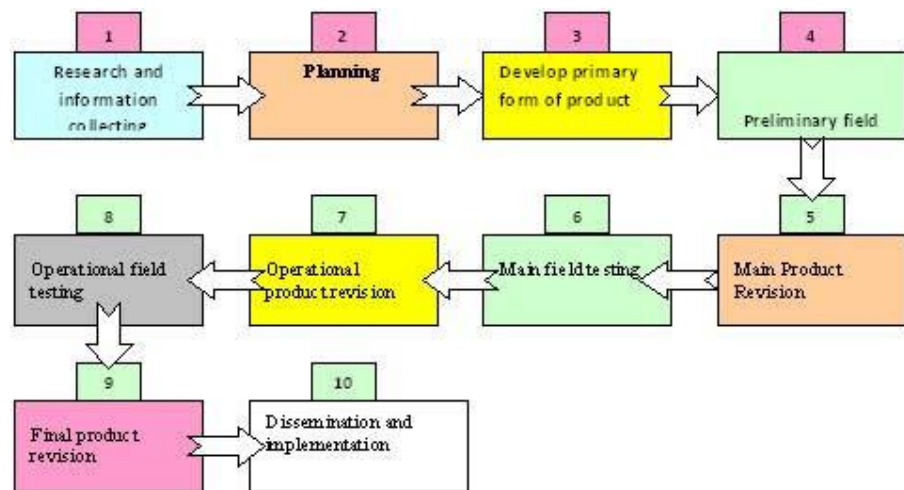 1
Research and
information
collecting
2
Planning
3
Develop primary
form of product
4
Preliminary field
5
Main Product
Revision
6
Main field testing
7
Operational
product revision
8
Operational field
testing
9
Final product
revision
10
Dissemination and
implementation